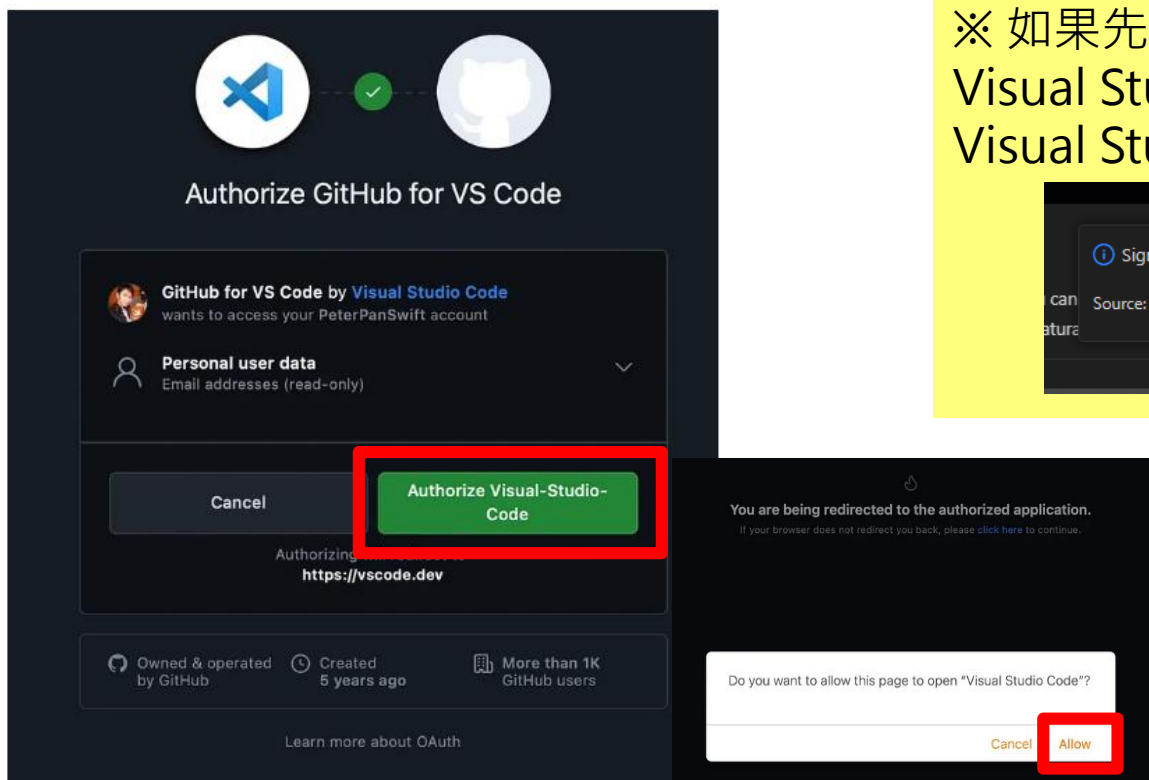 Authorize GitHub for VS Code
GitHub for VS Code by Visual Studio Code
wants to access your PeterPanSwift account
Personal user data
Email addresses (read-only)
Cancel
Authorize Visual-Studio-
Code
Authorizing
https://vscode.dev
Owned & operated
by GitHub
Created
5 years ago
More than 1K
GitHub users
Learn more about OAuth
※ 如果先
Visual Stu
Visual Stu
Sign
can
Source:
atura
You are being redirected to the authorized application.
If your browser does not redirect you back, please click here to continue.
Do you want to allow this page to open "Visual Studio Code"?
Cancel
Allow